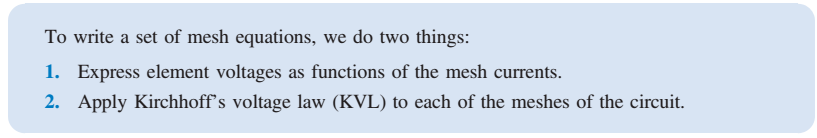 To write a set of mesh equations, we do two things:
1. Express element voltages as functions of the mesh currents.
2. Apply Kirchhoff's voltage law (KVL) to each of the meshes of the circuit.